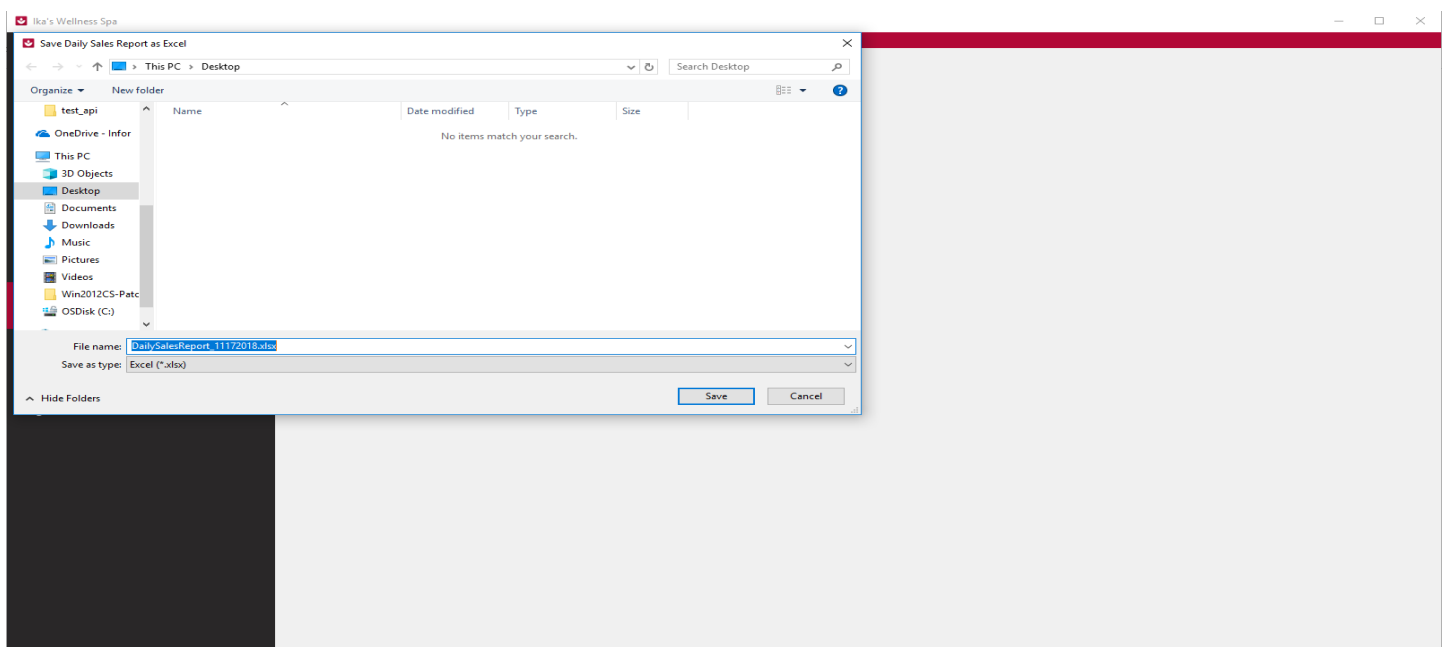 Ika's Wellness Spa
Save Daily Sales Report as Excel
This PC > Desktop
Search Desktop
Organize
New folder
test_api
OneDrive - Infor
This PC
3D Objects
Desktop
Documents
Downloads
Music
Pictures
Videos
Win2012CS-Patc
OSDisk (C:)
Name
Date modified
Type
Size
No items match your search.
File name: DailySalesReport_11172018.xlsx
Save as type: Excel (*.xlsx)
Hide Folders
Save
Cancel